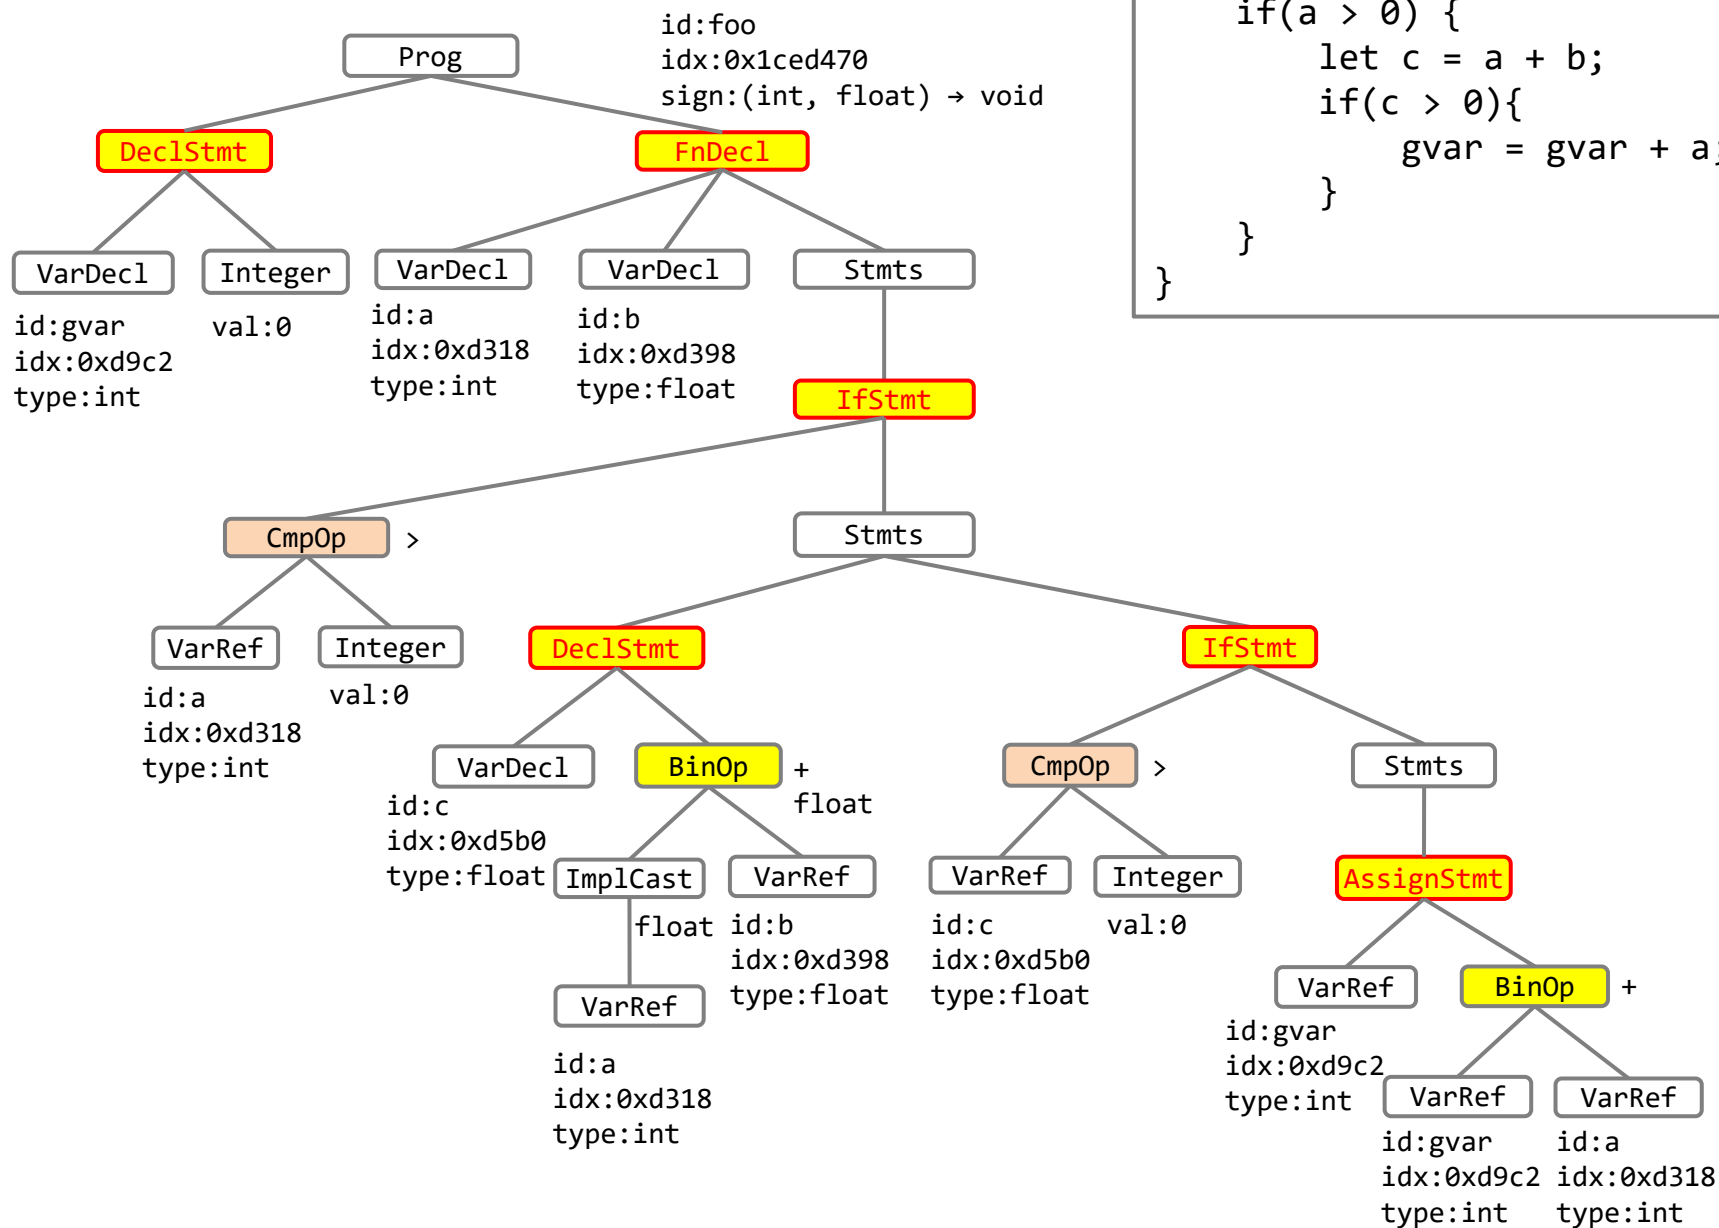 if(a > 0) {
let c = a + b;
if(c > 0){
gvar = gvar + a;
}
}
}
id:foo
idx:0x1ced470
sign:(int, float) → void
Prog
DeclStmt
FnDecl
VarDecl
Integer
VarDecl
VarDecl
Stmts
id:gvar
idx:0xd9c2
type:int
val:0
id:a
idx:0xd318
type:int
id:b
idx:0xd398
type:float
IfStmt
CmpOp >
Stmts
VarRef
Integer
DeclStmt
IfStmt
id:a
idx:0xd318
type:int
val:0
VarDecl
BinOp +
float
CmpOp >
Stmts
id:c
idx:0xd5b0
type:float
ImplCast
float
VarRef
VarRef
Integer
AssignStmt
id:b
idx:0xd398
type:float
id:c
idx:0xd5b0
type:float
val:0
VarRef
id:a
idx:0xd318
type:int
VarRef
BinOp +
id:gvar
idx:0xd9c2
type:int
VarRef
VarRef
id:gvar
idx:0xd9c2
type:int
id:a
idx:0xd318
type:int